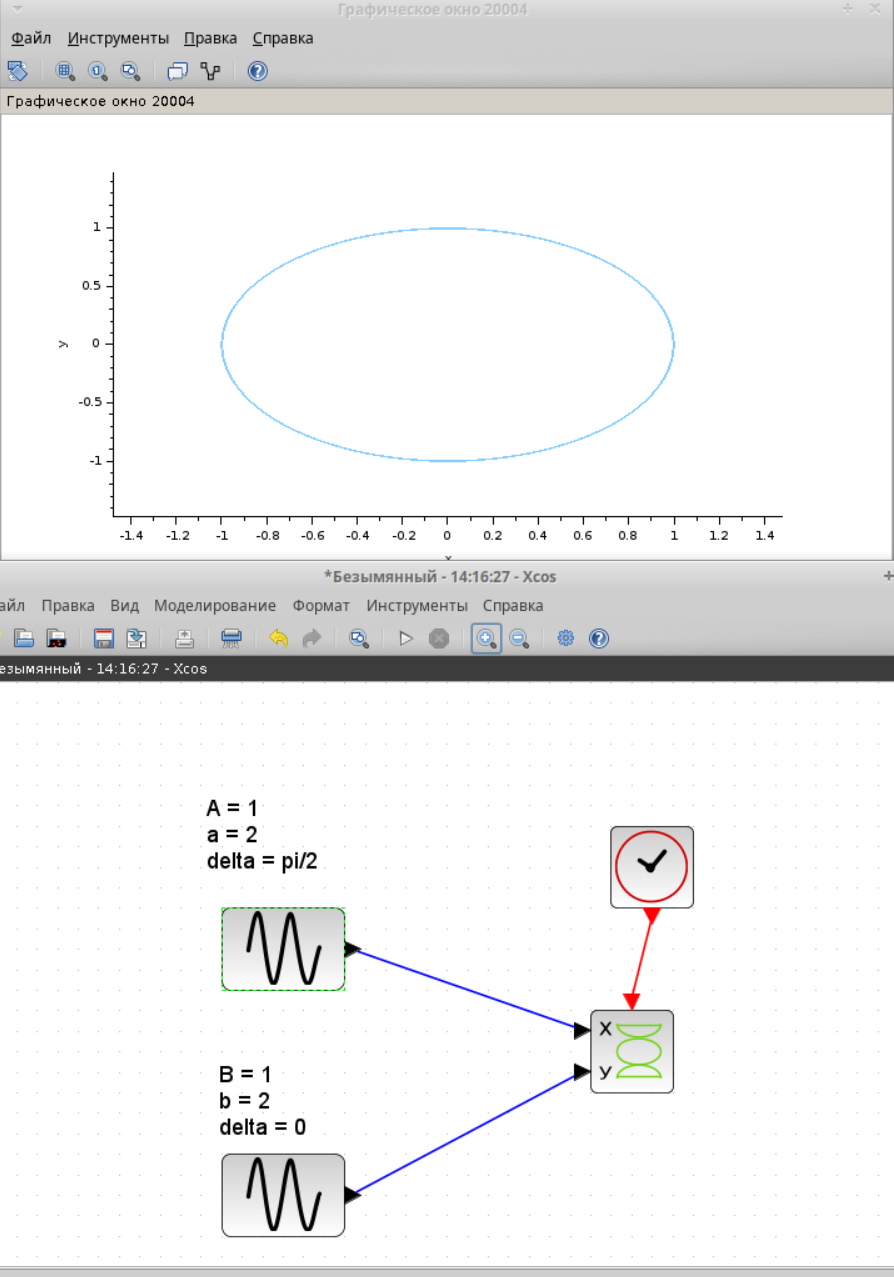 Графическое окно 20004
Файл Инструменты Правка Справка
Графическое окно 20004
1
0.5
y 0
-0.5
-1
-1.4 -1.2 -1 -0.8 -0.6 -0.4 -0.2 0 0.2 0.4 0.6 0.8 1 1.2 1.4
x
*Безымянный - 14:16:27 - Xcos
айл Правка Вид Моделирование Формат Инструменты Справка
езымянный - 14:16:27 - Xcos
A = 1
a = 2
delta = pi/2
X
y
B = 1
b = 2
delta = 0